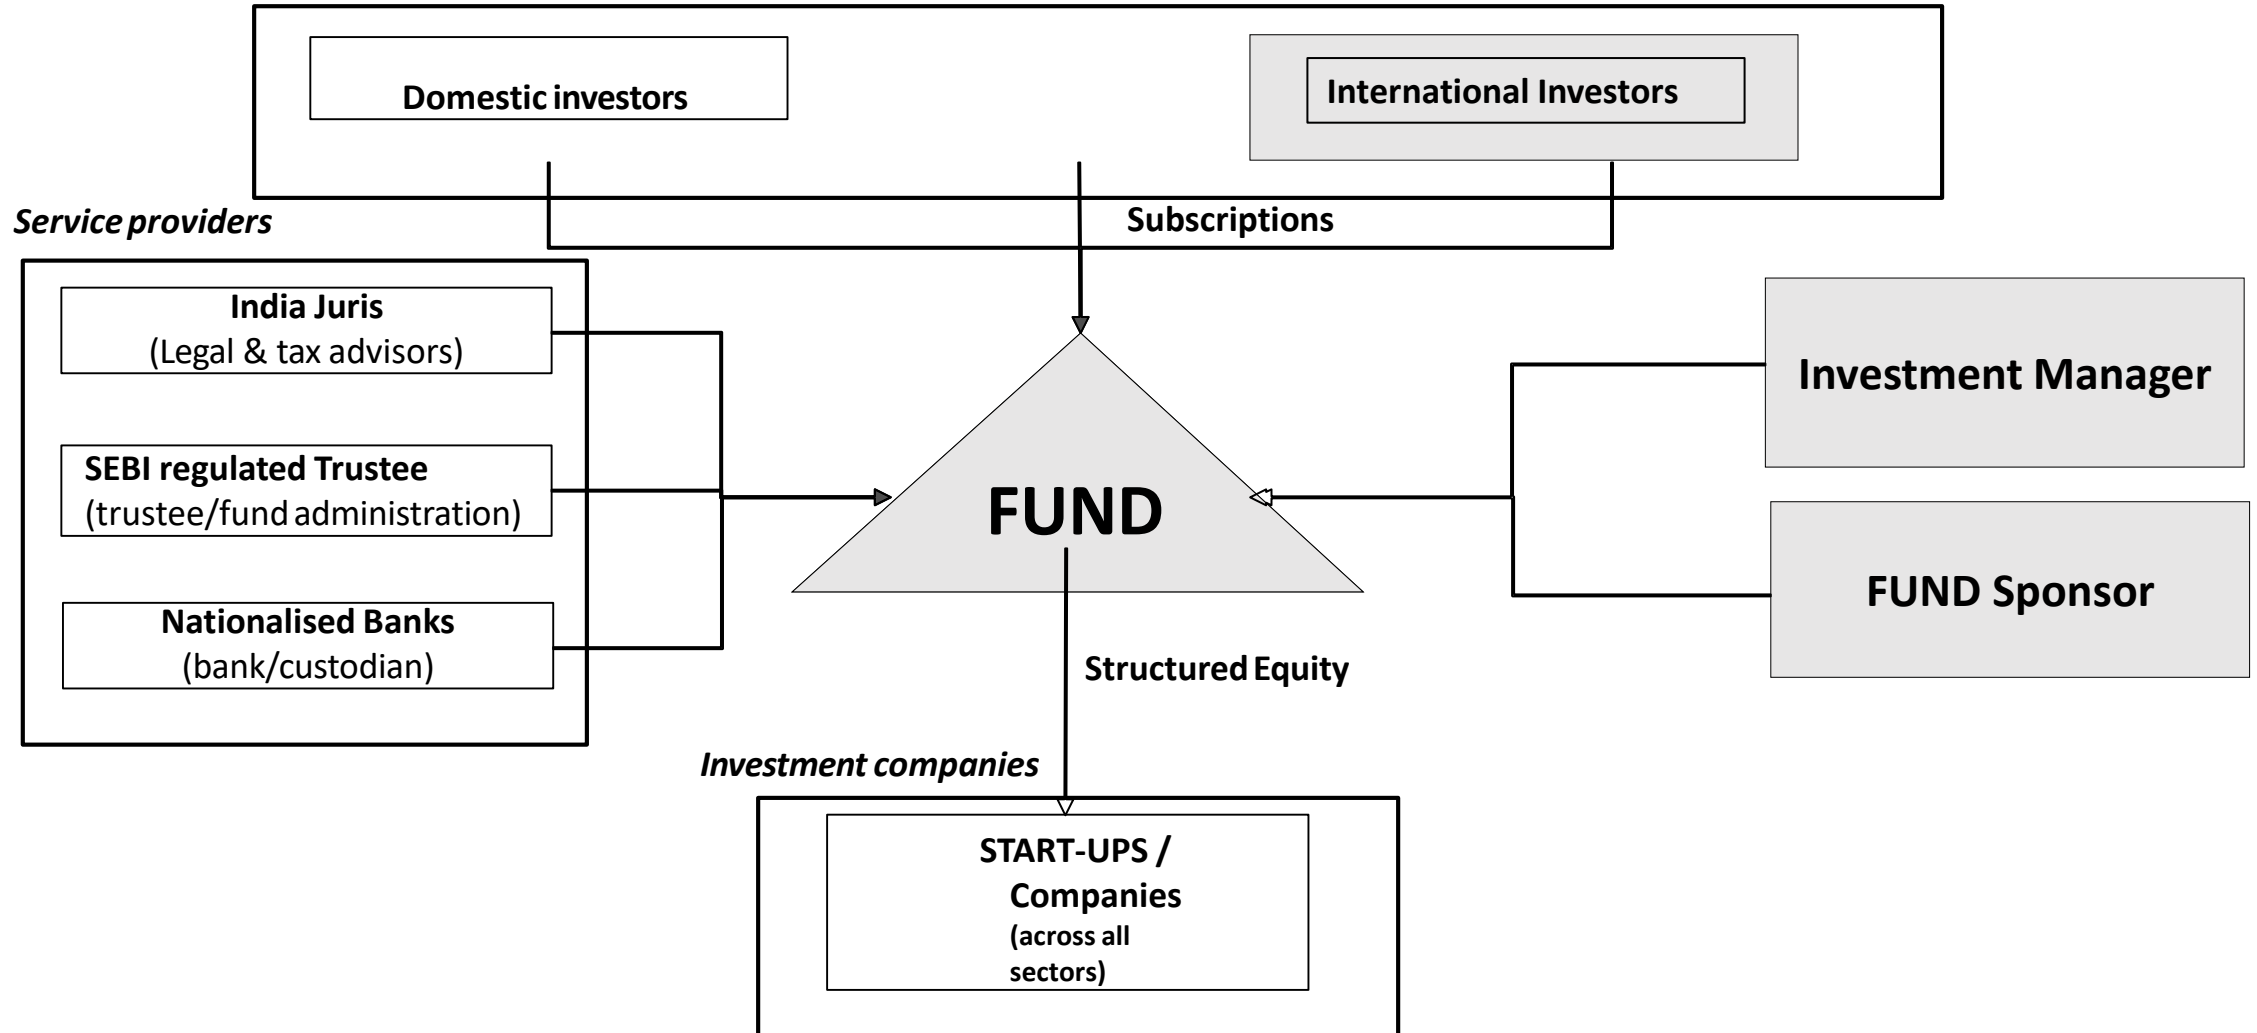 Domestic investors
International Investors
Service providers
Subscriptions
India Juris
(Legal & tax advisors)
SEBI regulated Trustee
(trustee/fund administration)
Nationalised Banks
(bank/custodian)
FUND
Investment Manager
FUND Sponsor
Structured Equity
Investment companies
START-UPS /
Companies
(across all
sectors)